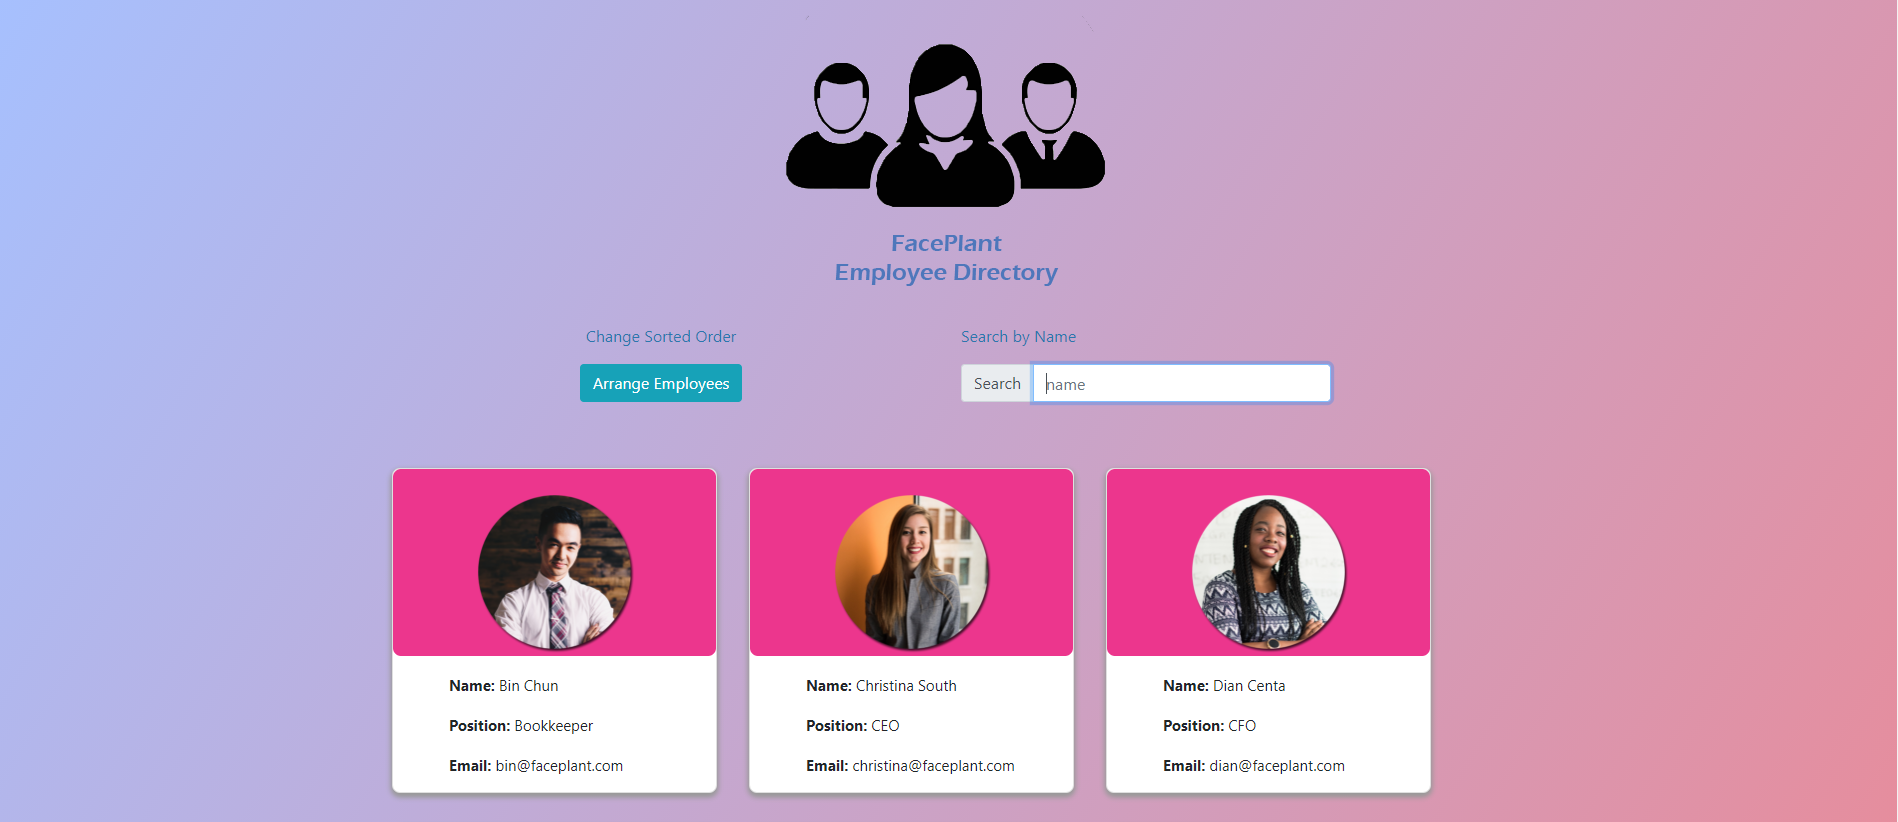 FacePlant
Employee Directory
Change Sorted Order
Search by Name
Arrange Employees
Search
name
Name: Bin Chun
Position: Bookkeeper
Email: bin@faceplant.com
Name: Christina South
Position: CEO
Email: christina@faceplant.com
Name: Dian Centa
Position: CFO
Email: dian@faceplant.com